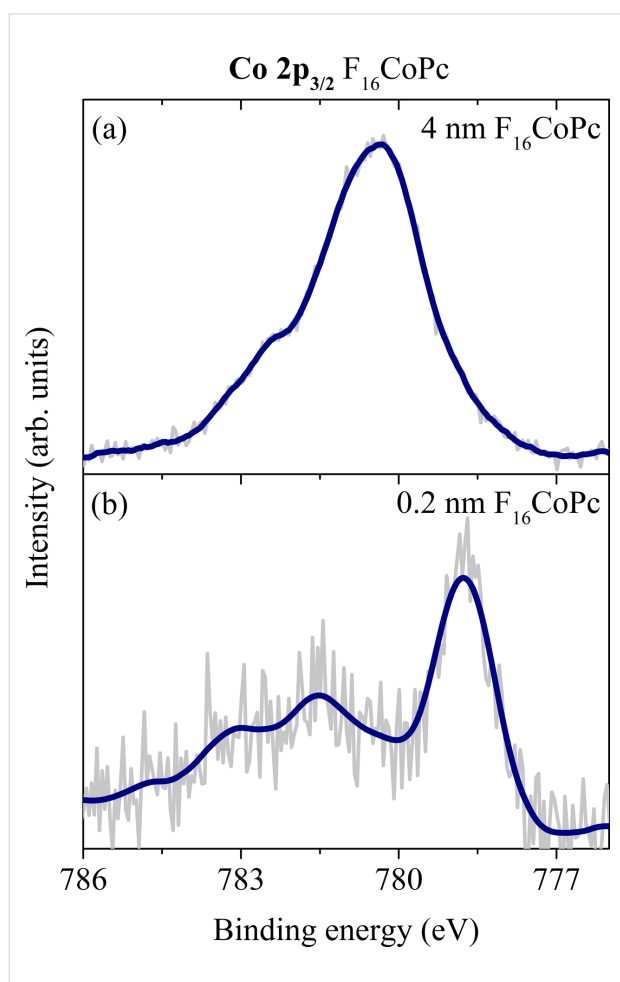 Co 2p3/2 F16CoPc
(a)
4 nm F16CoPc
(b)
0.2 nm F16CoPc
Intensity (arb. units)
786 783 780 777
Binding energy (eV)